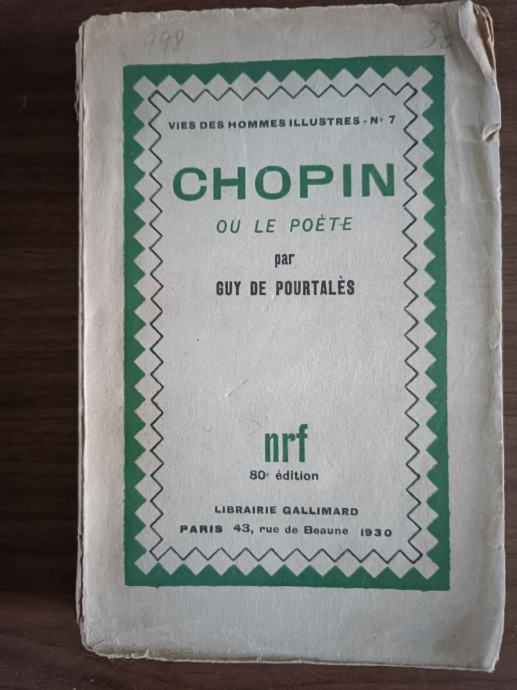 998
VIES DES HOMMES ILLUSTRES - N° 7
CHOPIN
OU LE POÈTE
par
GUY DE POURTALÈS
nrf
80e édition
LIBRAIRIE GALLIMARD
PARIS 43, rue de Beaune 1930